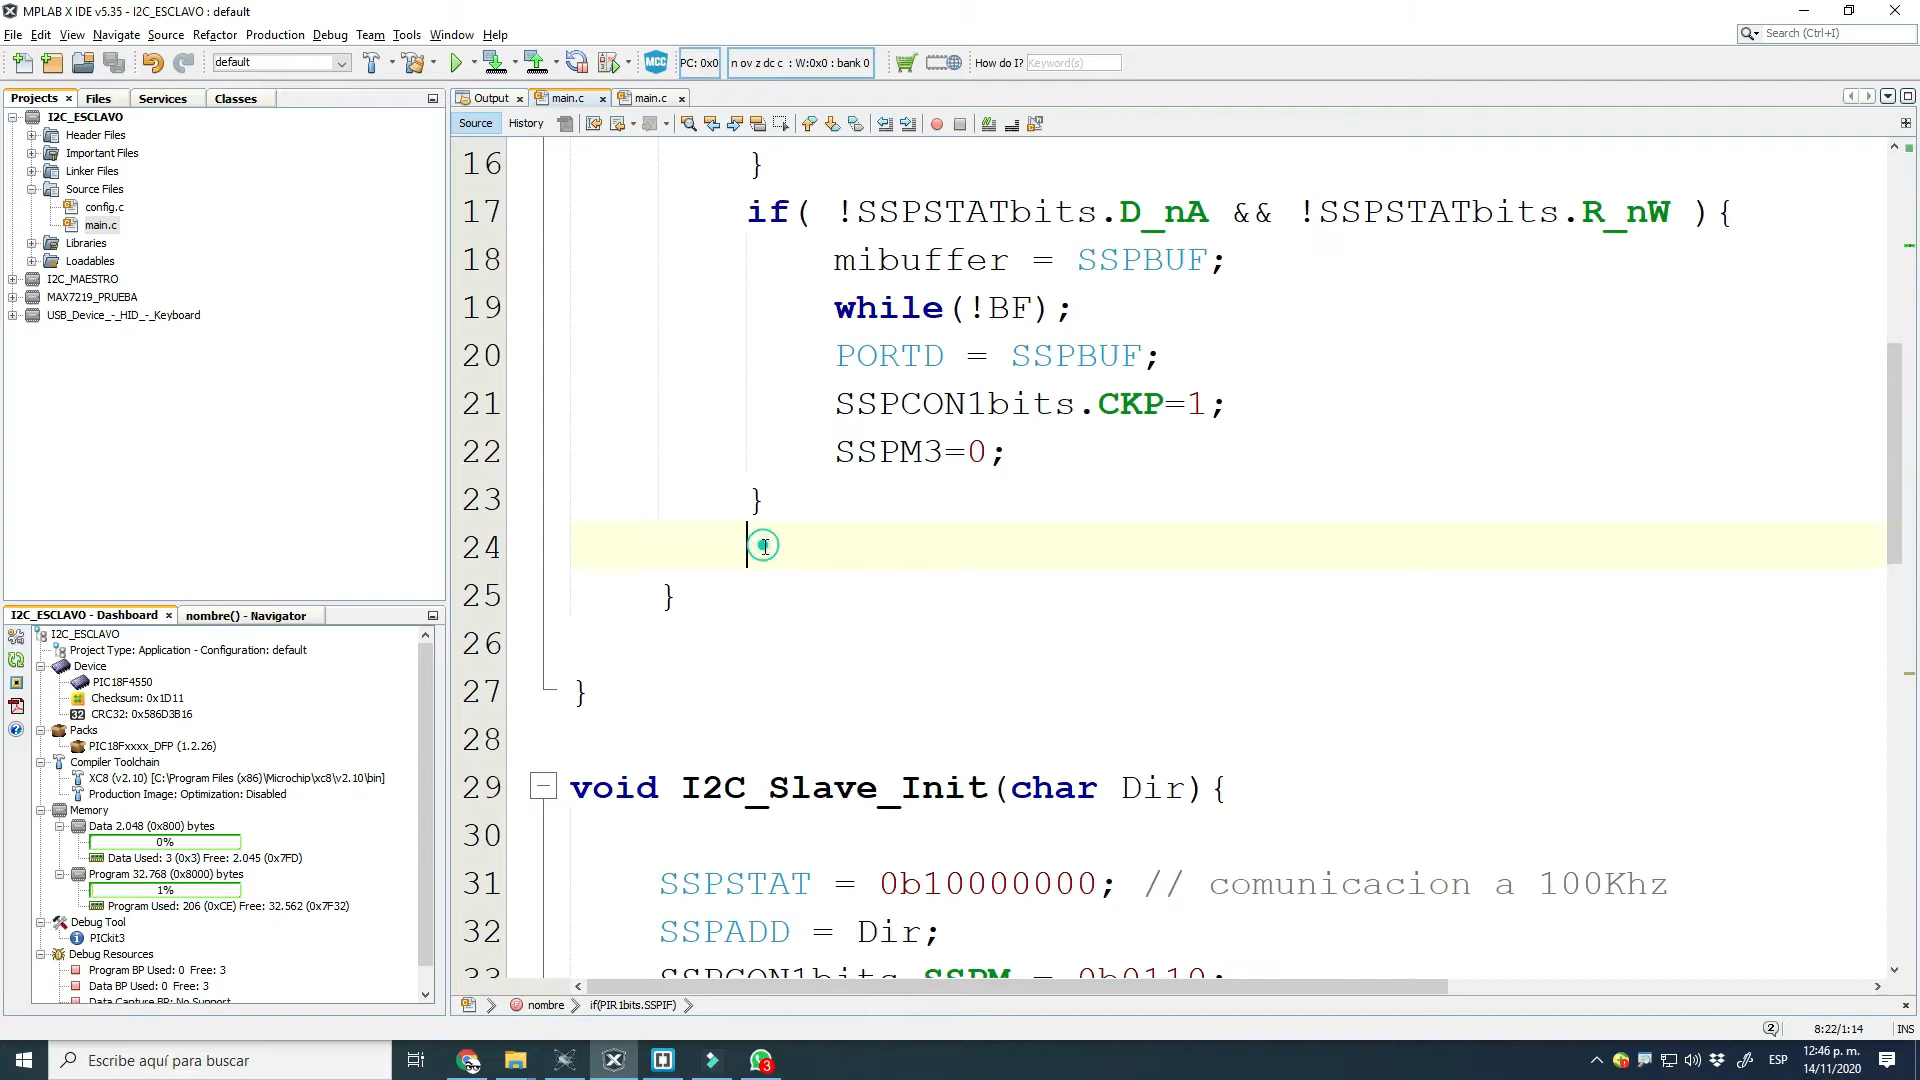 MPLAB X IDE v5.35 - I2C_ESCLAVO : default
File Edit View Navigate Source Refactor Production Debug Team Tools Window Help
Search (Ctrl+I)
default
MCC
PC: 0x0
n ov z dc c : W:0x0 : bank 0
How do I? Keyword(s)
Projects Files Services Classes
Output main.c main.c
Source History
I2C_ESCLAVO
Header Files
Important Files
Linker Files
Source Files
config.c
main.c
Libraries
Loadables
I2C_MAESTRO
MAX7219_PRUEBA
USB_Device_-_HID_-_Keyboard
16 }
17 if( !SSPSTATbits.D_nA && !SSPSTATbits.R_nW ){
18 mibuffer = SSPBUF;
19 while(!BF);
20 PORTD = SSPBUF;
21 SSPCON1bits.CKP=1;
22 SSPM3=0;
23 }
24
25 }
26
27 }
28
29 void I2C_Slave_Init(char Dir){
30
31 SSPSTAT = 0b10000000; // comunicacion a 100Khz
32 SSPADD = Dir;
33 SSPCON1bits.SSPM = 0b0110;
I2C_ESCLAVO - Dashboard nombre() - Navigator
I2C_ESCLAVO
Project Type: Application - Configuration: default
Device
PIC18F4550
Checksum: 0x1D11
32 CRC32: 0x586D3B16
Packs
PIC18Fxxxx_DFP (1.2.26)
Compiler Toolchain
XC8 (v2.10) [C:\Program Files (x86)\Microchip\xc8\v2.10\bin]
Production Image: Optimization: Disabled
Memory
Data 2.048 (0x800) bytes
0%
Data Used: 3 (0x3) Free: 2.045 (0x7FD)
Program 32.768 (0x8000) bytes
1%
Program Used: 206 (0xCE) Free: 32.562 (0x7F32)
Debug Tool
PICkit3
Debug Resources
Program BP Used: 0 Free: 3
Data BP Used: 0 Free: 3
Data Capture BP: No Support
nombre if(PIR1bits.SSPIF)
2 8:22/1:14 INS
Escribe aquí para buscar
3
ESP
12:46 p. m.
14/11/2020